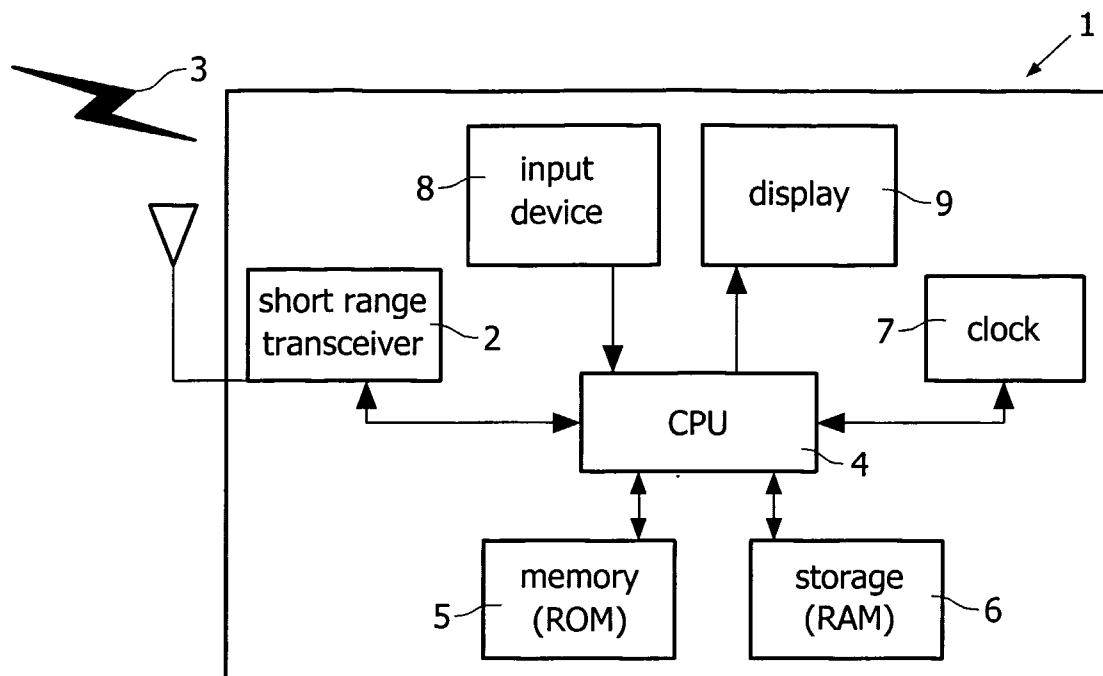 1
3
input
device
8
display
9
short range
transceiver
2
7
clock
CPU
4
memory
(ROM)
5
storage
(RAM)
6